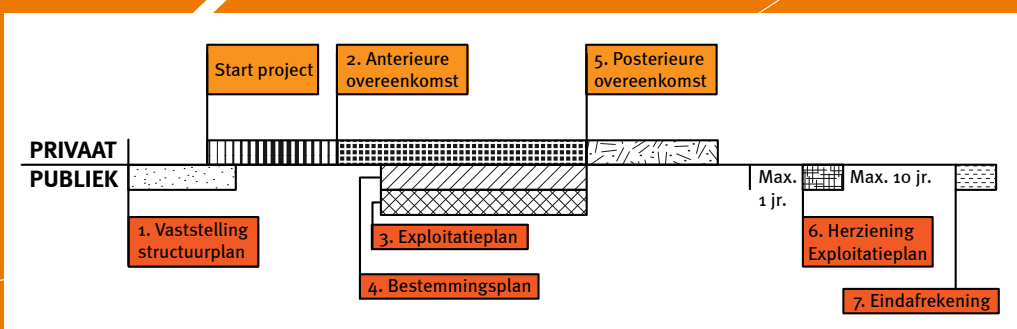 Start project
2. Anterieure
overeenkomst
5. Posterieure
overeenkomst
PRIVAAT
PUBLIEK
Max.
1 jr.
Max. 10 jr.
1. Vaststelling
structuurplan
3. Exploitatieplan
6. Herziening
Exploitatieplan
4. Bestemmingsplan
7. Eindafrekening